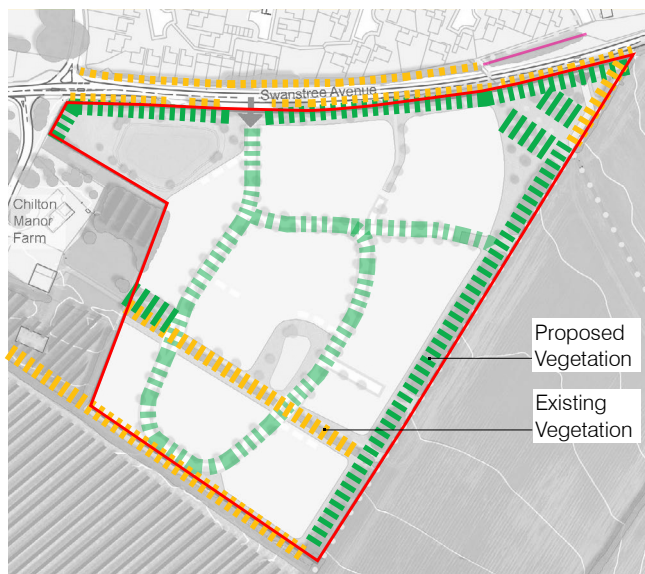 Swanstree Avenue
Chilton
Manor
Farm
Proposed
Vegetation
Existing
Vegetation